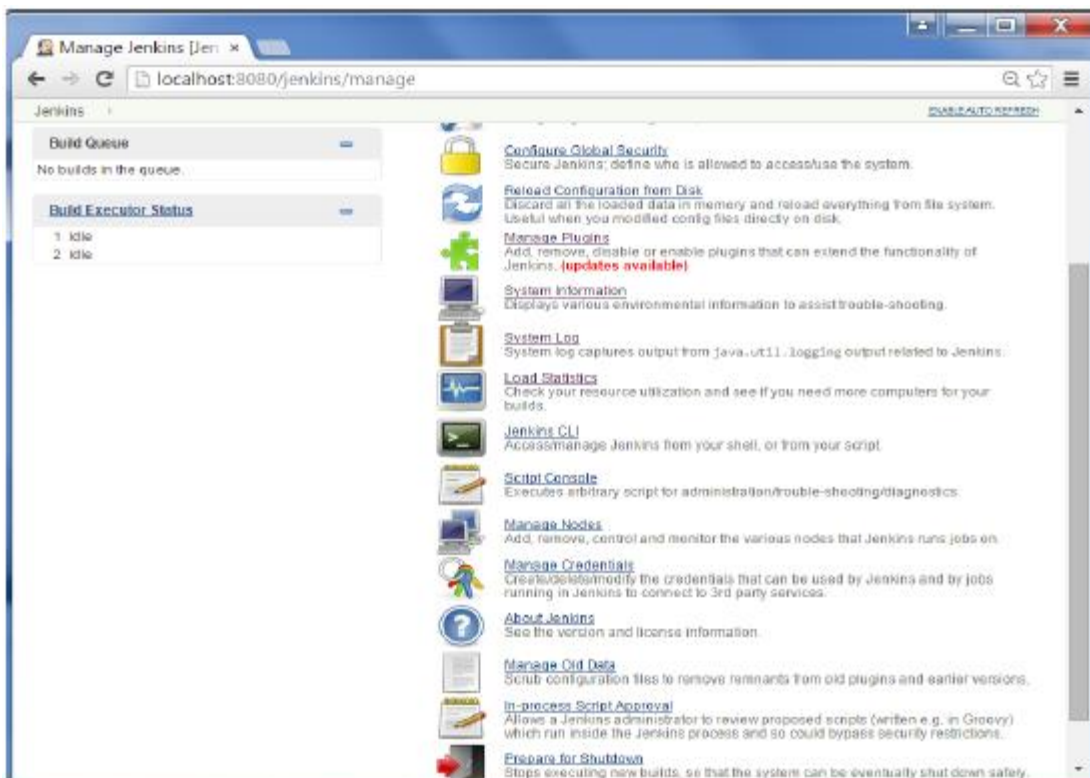 Manage Jenkins [Jen
localhost:8080/jenkins/manage
Jenkins
ENABLE AUTO REFRESH
Build Queue
No builds in the queue.
Build Executor Status
1 Idle
2 Idle
Configure Global Security
Secure Jenkins; define who is allowed to access/use the system.
Reload Configuration from Disk
Discard all the loaded data in memory and reload everything from file system.
Useful when you modified config files directly on disk.
Manage Plugins
Add, remove, disable or enable plugins that can extend the functionality of
Jenkins. (updates available)
System Information
Displays various environmental information to assist trouble-shooting.
System Log
System log captures output from java.util.logging output related to Jenkins.
Load Statistics
Check your resource utilization and see if you need more computers for your
builds.
Jenkins CLI
Access/manage Jenkins from your shell, or from your script.
Script Console
Executes arbitrary script for administration/trouble-shooting/diagnostics.
Manage Nodes
Add, remove, control and monitor the various nodes that Jenkins runs jobs on.
Manage Credentials
Create/delete/modify the credentials that can be used by Jenkins and by jobs
running in Jenkins to connect to 3rd party services.
About Jenkins
See the version and license information.
Manage Old Data
Scrub configuration files to remove remnants from old plugins and earlier versions.
In-process Script Approval
Allows a Jenkins administrator to review proposed scripts (written e.g. in Groovy)
which run inside the Jenkins process and so could bypass security restrictions.
Prepare for Shutdown
Stops executing new builds, so that the system can be eventually shut down safely.